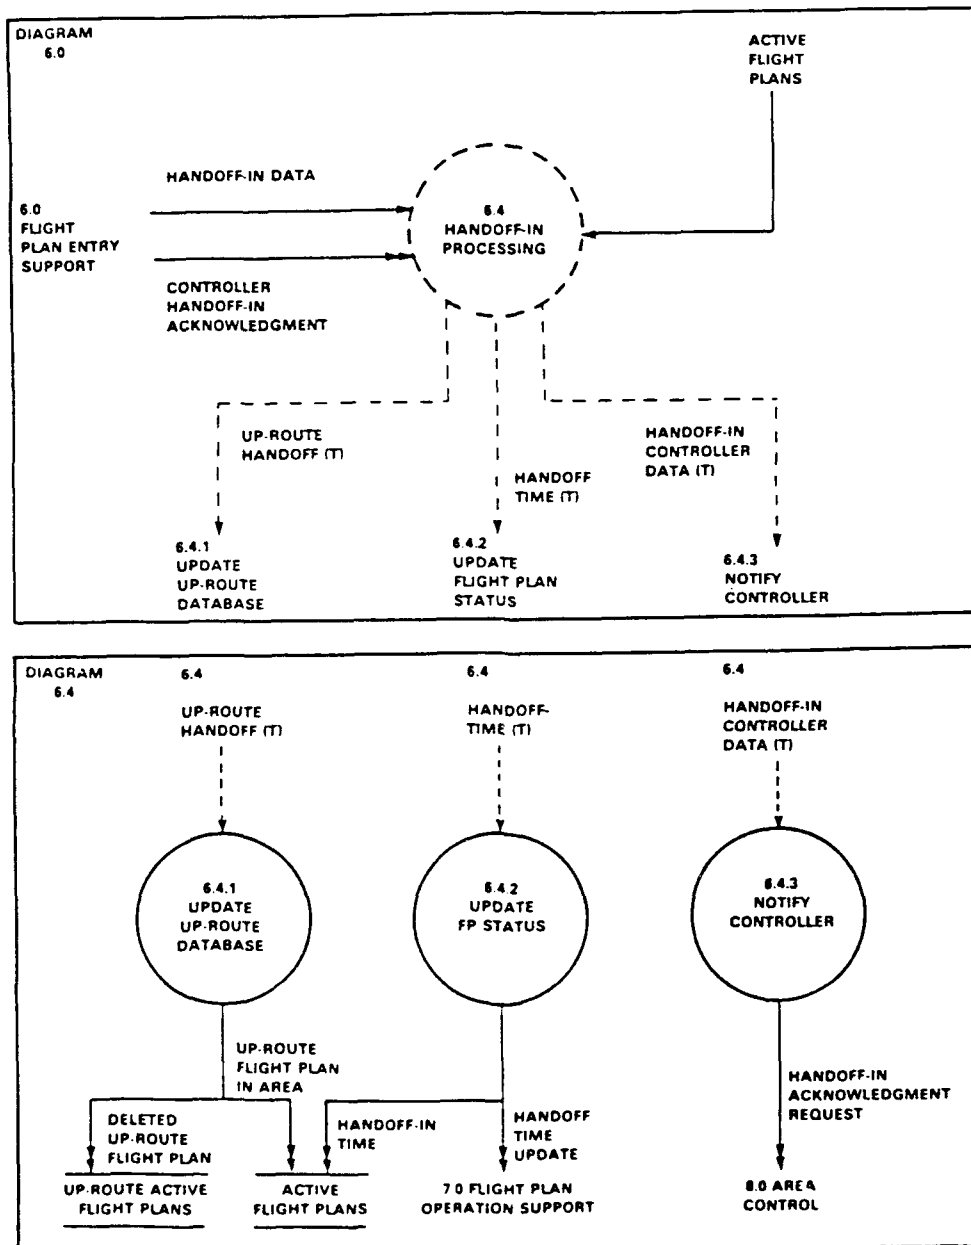 DIAGRAM
6.0
ACTIVE
FLIGHT
PLANS
HANDOFF-IN DATA
6.0
FLIGHT
PLAN ENTRY
SUPPORT
6.4
HANDOFF-IN
PROCESSING
CONTROLLER
HANDOFF-IN
ACKNOWLEDGMENT
UP-ROUTE
HANDOFF (T)
HANDOFF
TIME (T)
HANDOFF-IN
CONTROLLER
DATA (T)
6.4.1
UPDATE
UP-ROUTE
DATABASE
6.4.2
UPDATE
FLIGHT PLAN
STATUS
6.4.3
NOTIFY
CONTROLLER
DIAGRAM
6.4
6.4
UP-ROUTE
HANDOFF (T)
6.4
HANDOFF-
TIME (T)
6.4
HANDOFF-IN
CONTROLLER
DATA (T)
6.4.1
UPDATE
UP-ROUTE
DATABASE
6.4.2
UPDATE
FP STATUS
6.4.3
NOTIFY
CONTROLLER
UP-ROUTE
FLIGHT PLAN
IN AREA
DELETED
UP-ROUTE
FLIGHT PLAN
HANDOFF-IN
TIME
HANDOFF
TIME
UPDATE
HANDOFF-IN
ACKNOWLEDGMENT
REQUEST
UP-ROUTE ACTIVE
FLIGHT PLANS
ACTIVE
FLIGHT PLANS
7.0 FLIGHT PLAN
OPERATION SUPPORT
8.0 AREA
CONTROL